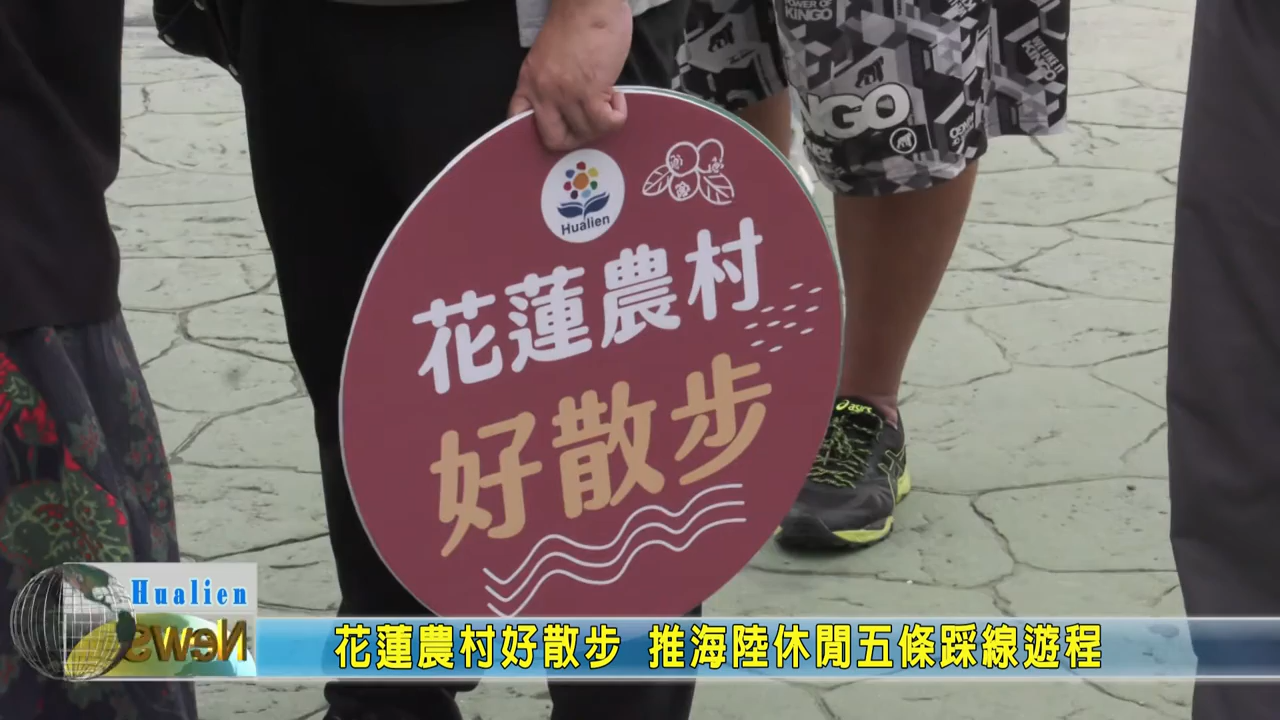 POWER OF
KINGO
KINGO
Hualien
花蓮農村
好散步
asics
Hualien
News
花蓮農村好散步 推海陸休閒五條踩線遊程